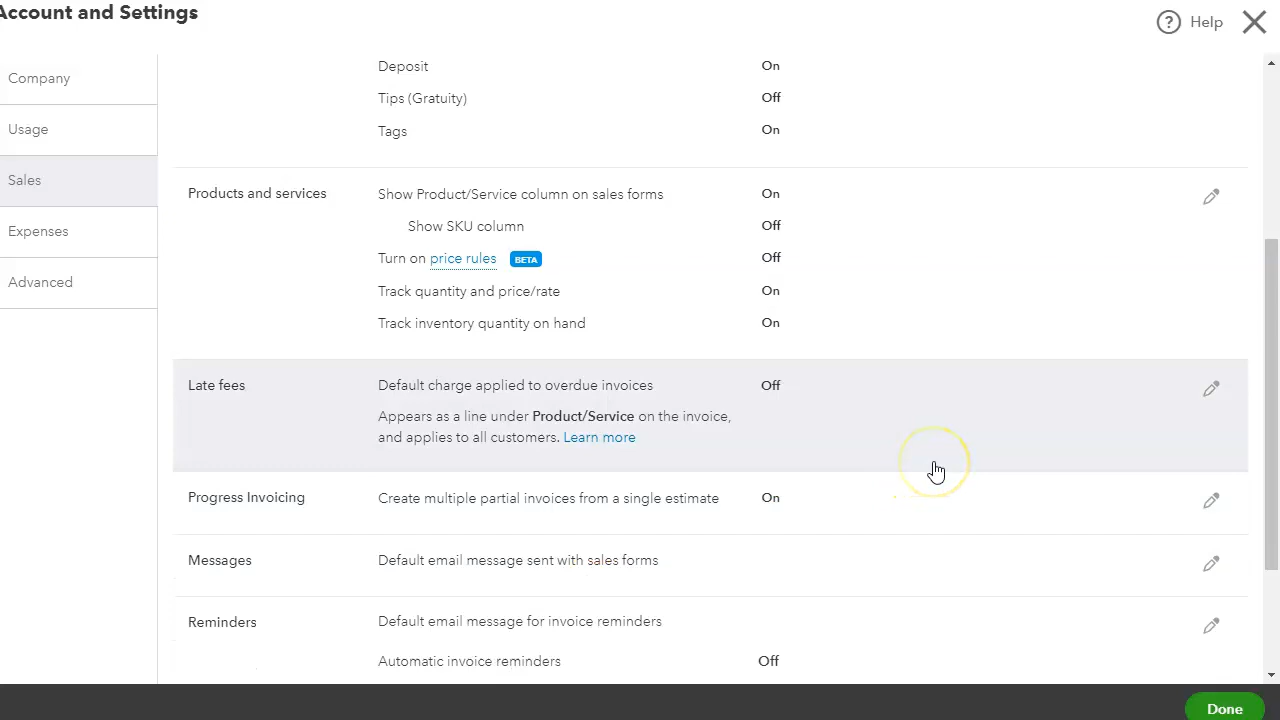 Account and Settings
Help
Company
Usage
Sales
Expenses
Advanced
Deposit On
Tips (Gratuity) Off
Tags On
Products and services Show Product/Service column on sales forms On
Show SKU column Off
Turn on price rules BETA Off
Track quantity and price/rate On
Track inventory quantity on hand On
Late fees Default charge applied to overdue invoices Off
Appears as a line under Product/Service on the invoice,
and applies to all customers. Learn more
Progress Invoicing Create multiple partial invoices from a single estimate On
Messages Default email message sent with sales forms
Reminders Default email message for invoice reminders
Automatic invoice reminders Off
Done